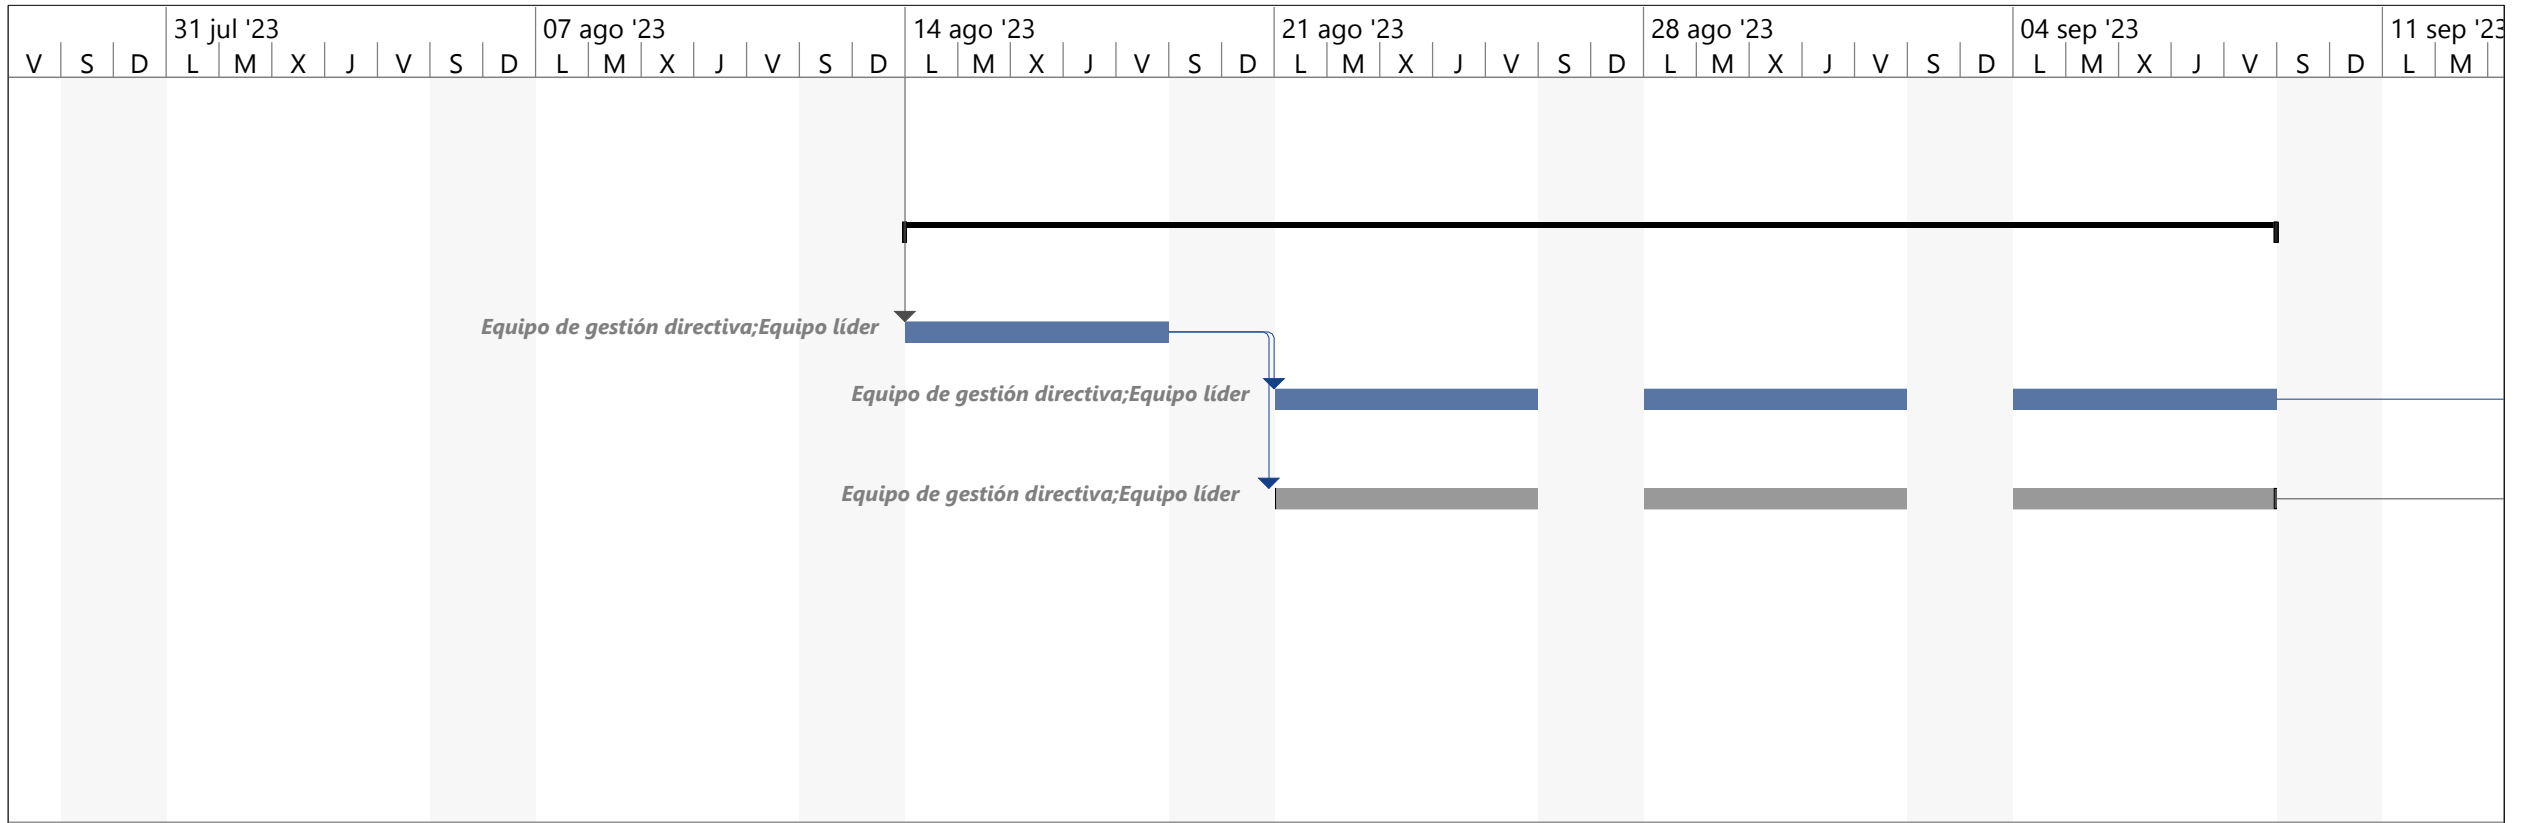 31 jul '23 07 ago '23 14 ago '23 21 ago '23 28 ago '23 04 sep '23 11 sep '23
V S D L M X J V S D L M X J V S D L M X J V S D L M X J V S D L M X J V S D L M X J V S D L M
Equipo de gestión directiva;Equipo líder
Equipo de gestión directiva;Equipo líder
Equipo de gestión directiva;Equipo líder